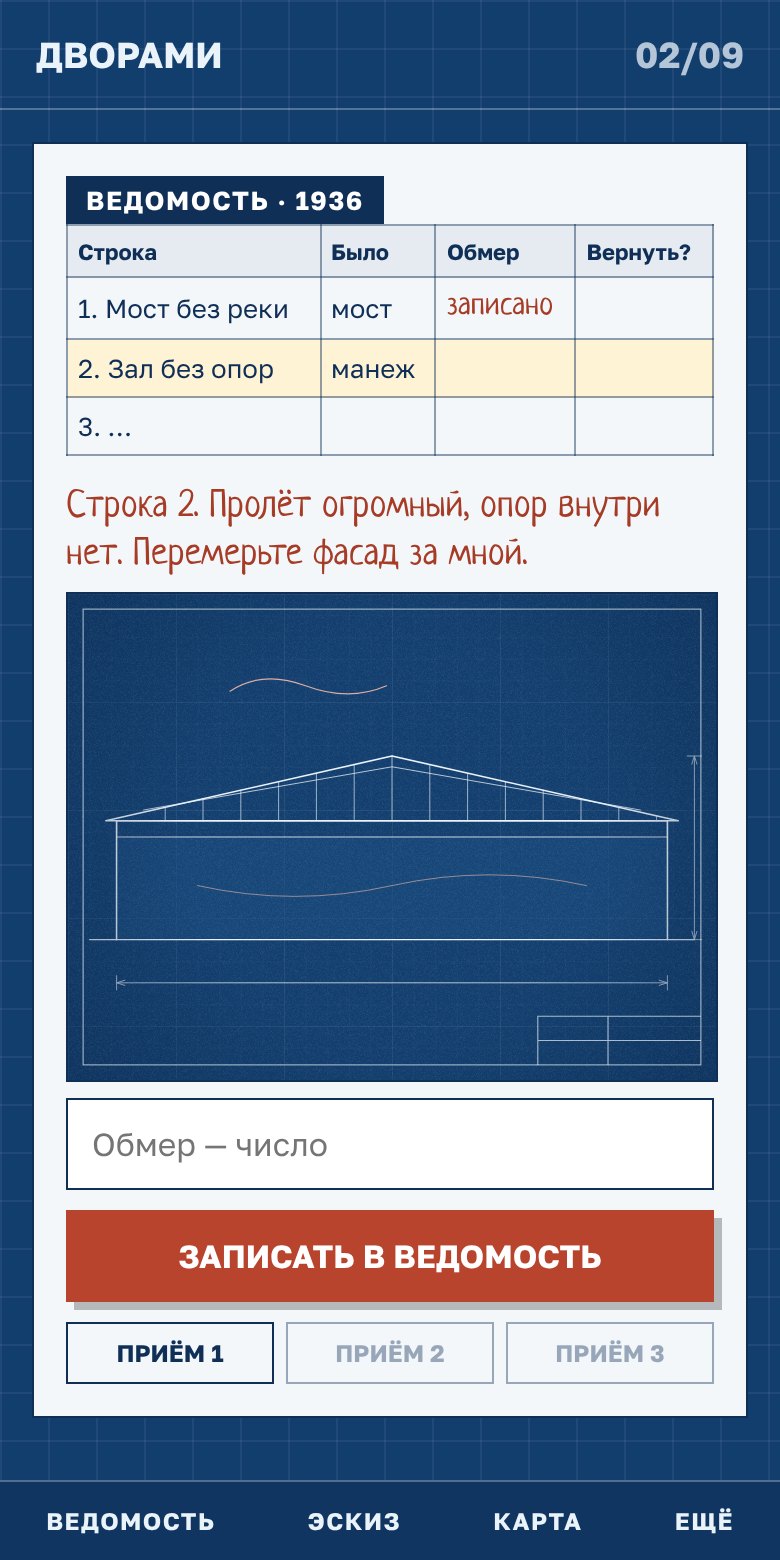 ДВОРАМИ 02/09
ВЕДОМОСТЬ · 1936
Строка Было Обмер Вернуть?
1. Мост без реки мост записано
2. Зал без опор манеж
3. ...
Строка 2. Пролёт огромный, опор внутри
нет. Перемерьте фасад за мной.
Обмер — число
ЗАПИСАТЬ В ВЕДОМОСТЬ
ПРИЁМ 1 ПРИЁМ 2 ПРИЁМ 3
ВЕДОМОСТЬ ЭСКИЗ КАРТА ЕЩЁ